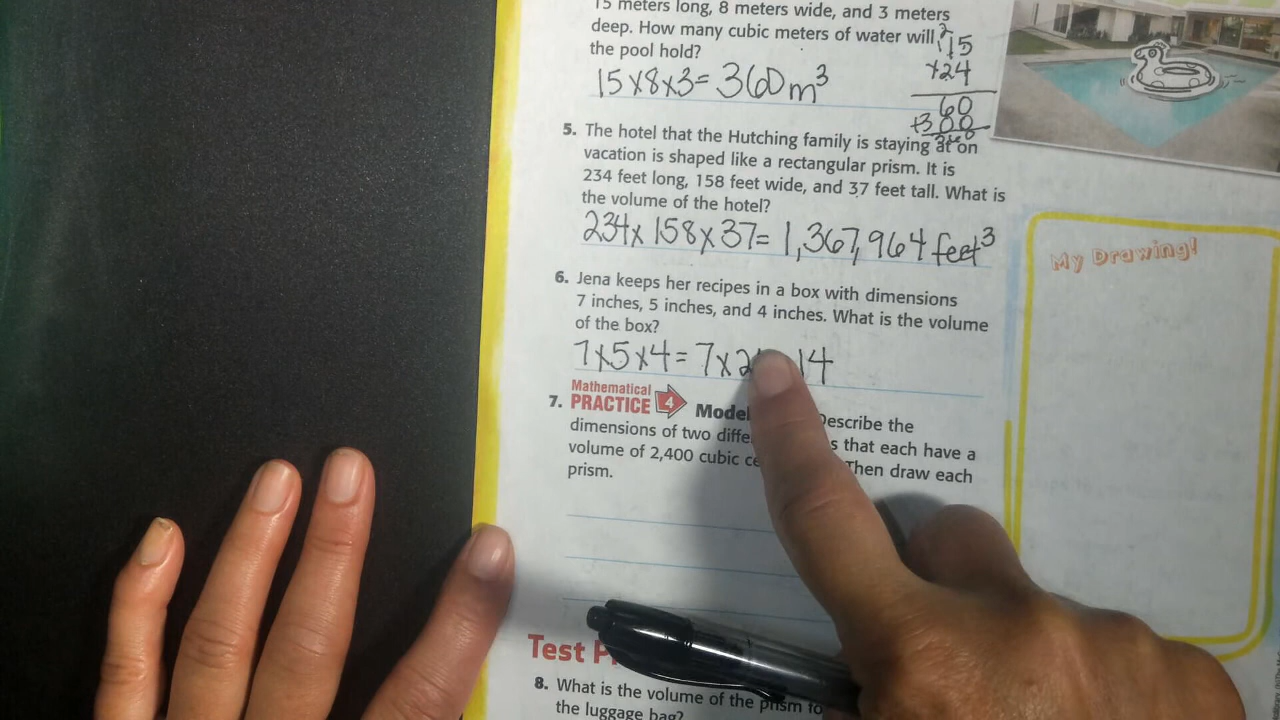 15 meters long, 8 meters wide, and 3 meters
deep. How many cubic meters of water will
the pool hold?
15x8x3= 360m³
2
15
x24
60
+300
360
5. The hotel that the Hutching family is staying at on
vacation is shaped like a rectangular prism. It is
234 feet long, 158 feet wide, and 37 feet tall. What is
the volume of the hotel?
234x 158x37= 1,367,964 feet³
6. Jena keeps her recipes in a box with dimensions
7 inches, 5 inches, and 4 inches. What is the volume
of the box?
7x5x4= 7x2 14
Mathematical
7. PRACTICE 4 Model escribe the
dimensions of two diffe s that each have a
volume of 2,400 cubic ce Then draw each
prism.
My Drawing!
Test P
8. What is the volume of the prism fo
the luggage bag?